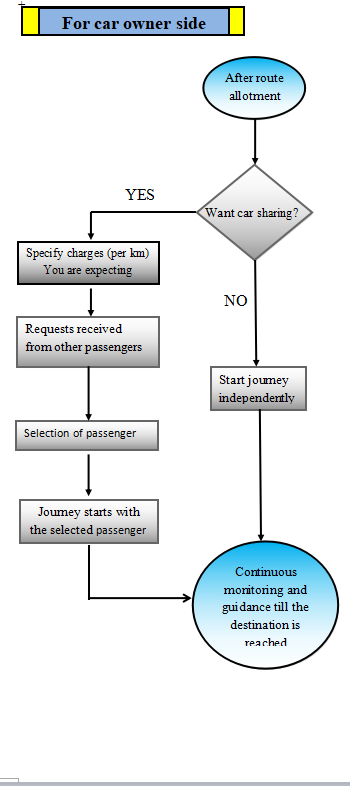 For car owner side
After route
allotment
Want car sharing?
YES
Specify charges (per km)
You are expecting
Requests received
from other passengers
Selection of passenger
Journey starts with
the selected passenger
NO
Start journey
independently
Continuous
monitoring and
guidance till the
destination is
reached